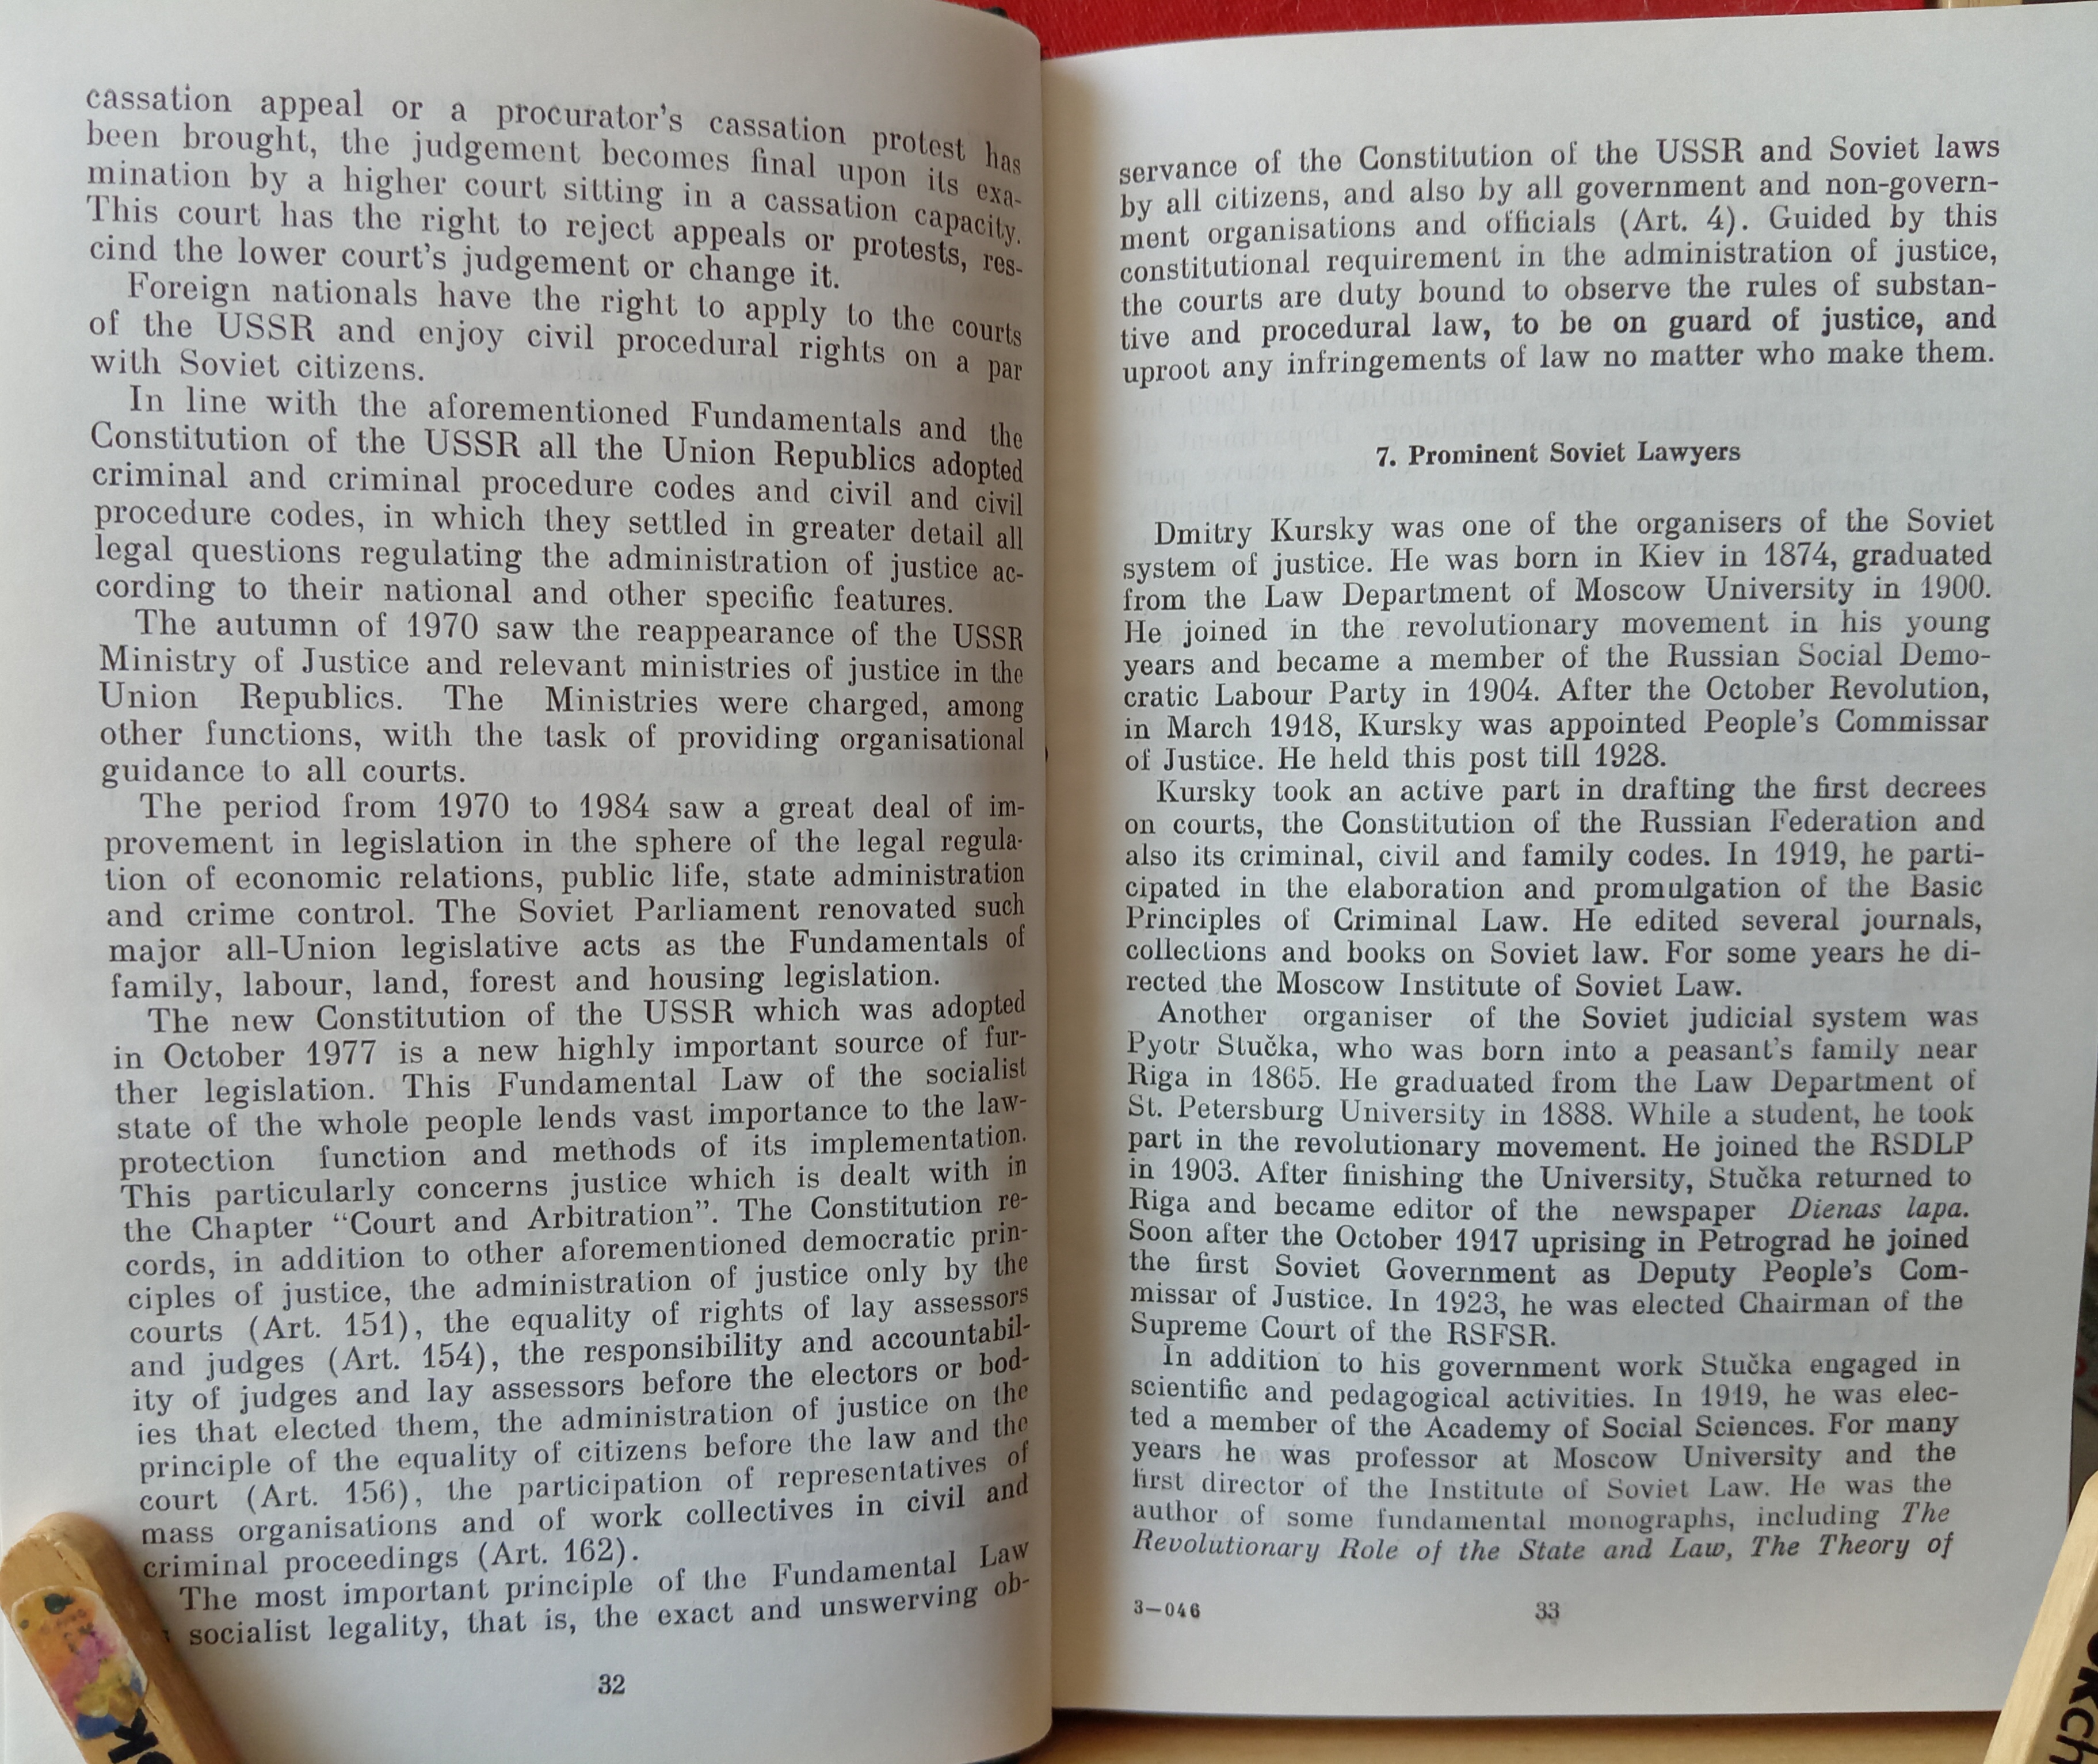 cassation appeal or a procurator's cassation protest has
been brought, the judgement becomes final upon its exa-
mination by a higher court sitting in a cassation capacity.
This court has the right to reject appeals or protests, res-
cind the lower court's judgement or change it.
Foreign nationals have the right to apply to the courts
of the USSR and enjoy civil procedural rights on a par
with Soviet citizens.
In line with the aforementioned Fundamentals and the
Constitution of the USSR all the Union Republics adopted
criminal and criminal procedure codes and civil and civil
procedure codes, in which they settled in greater detail all
legal questions regulating the administration of justice ac-
cording to their national and other specific features.
The autumn of 1970 saw the reappearance of the USSR
Ministry of Justice and relevant ministries of justice in the
Union Republics. The Ministries were charged, among
other functions, with the task of providing organisational
guidance to all courts.
The period from 1970 to 1984 saw a great deal of im-
provement in legislation in the sphere of the legal regula-
tion of economic relations, public life, state administration
and crime control. The Soviet Parliament renovated such
major all-Union legislative acts as the Fundamentals of
family, labour, land, forest and housing legislation.
The new Constitution of the USSR which was adopted
in October 1977 is a new highly important source of fur-
ther legislation. This Fundamental Law of the socialist
state of the whole people lends vast importance to the law-
protection function and methods of its implementation.
This particularly concerns justice which is dealt with in
the Chapter “Court and Arbitration”. The Constitution re-
cords, in addition to other aforementioned democratic prin-
ciples of justice, the administration of justice only by the
courts (Art. 151), the equality of rights of lay assessors
and judges (Art. 154), the responsibility and accountabil-
ity of judges and lay assessors before the electors or bod-
ies that elected them, the administration of justice on the
principle of the equality of citizens before the law and the
court (Art. 156), the participation of representatives of
mass organisations and of work collectives in civil and
criminal proceedings (Art. 162).
The most important principle of the Fundamental Law
socialist legality, that is, the exact and unswerving ob-
32
servance of the Constitution of the USSR and Soviet laws
by all citizens, and also by all government and non-govern-
ment organisations and officials (Art. 4). Guided by this
constitutional requirement in the administration of justice,
the courts are duty bound to observe the rules of substan-
tive and procedural law, to be on guard of justice, and
uproot any infringements of law no matter who make them.
7. Prominent Soviet Lawyers
Dmitry Kursky was one of the organisers of the Soviet
system of justice. He was born in Kiev in 1874, graduated
from the Law Department of Moscow University in 1900.
He joined in the revolutionary movement in his young
years and became a member of the Russian Social Demo-
cratic Labour Party in 1904. After the October Revolution,
in March 1918, Kursky was appointed People's Commissar
of Justice. He held this post till 1928.
Kursky took an active part in drafting the first decrees
on courts, the Constitution of the Russian Federation and
also its criminal, civil and family codes. In 1919, he parti-
cipated in the elaboration and promulgation of the Basic
Principles of Criminal Law. He edited several journals,
collections and books on Soviet law. For some years he di-
rected the Moscow Institute of Soviet Law.
Another organiser of the Soviet judicial system was
Pyotr Stučka, who was born into a peasant's family near
Riga in 1865. He graduated from the Law Department of
St. Petersburg University in 1888. While a student, he took
part in the revolutionary movement. He joined the RSDLP
in 1903. After finishing the University, Stučka returned to
Riga and became editor of the newspaper Dienas lapa.
Soon after the October 1917 uprising in Petrograd he joined
the first Soviet Government as Deputy People's Com-
missar of Justice. In 1923, he was elected Chairman of the
Supreme Court of the RSFSR.
In addition to his government work Stučka engaged in
scientific and pedagogical activities. In 1919, he was elec-
ted a member of the Academy of Social Sciences. For many
years he was professor at Moscow University and the
first director of the Institute of Soviet Law. He was the
author of some fundamental monographs, including The
Revolutionary Role of the State and Law, The Theory of
3—046
33